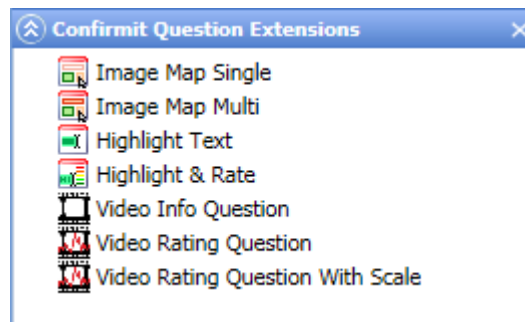 Confirmit Question Extensions
Image Map Single
Image Map Multi
Highlight Text
Highlight & Rate
Video Info Question
Video Rating Question
Video Rating Question With Scale